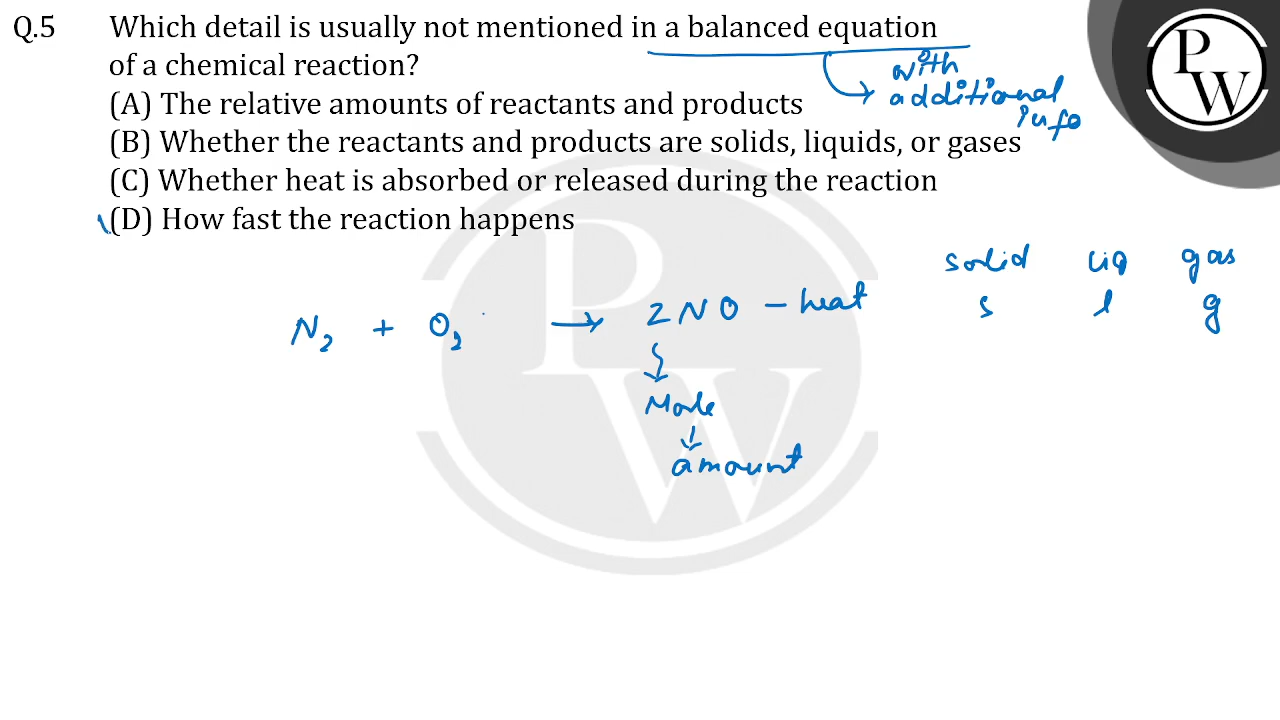 Q.5 Which detail is usually not mentioned in a balanced equation
of a chemical reaction?
with
additional
info
(A) The relative amounts of reactants and products
(B) Whether the reactants and products are solids, liquids, or gases
(C) Whether heat is absorbed or released during the reaction
(D) How fast the reaction happens
PW
solid liq gas
s l g
N₂ + O₂ → 2NO – heat
Mole
amount
PW